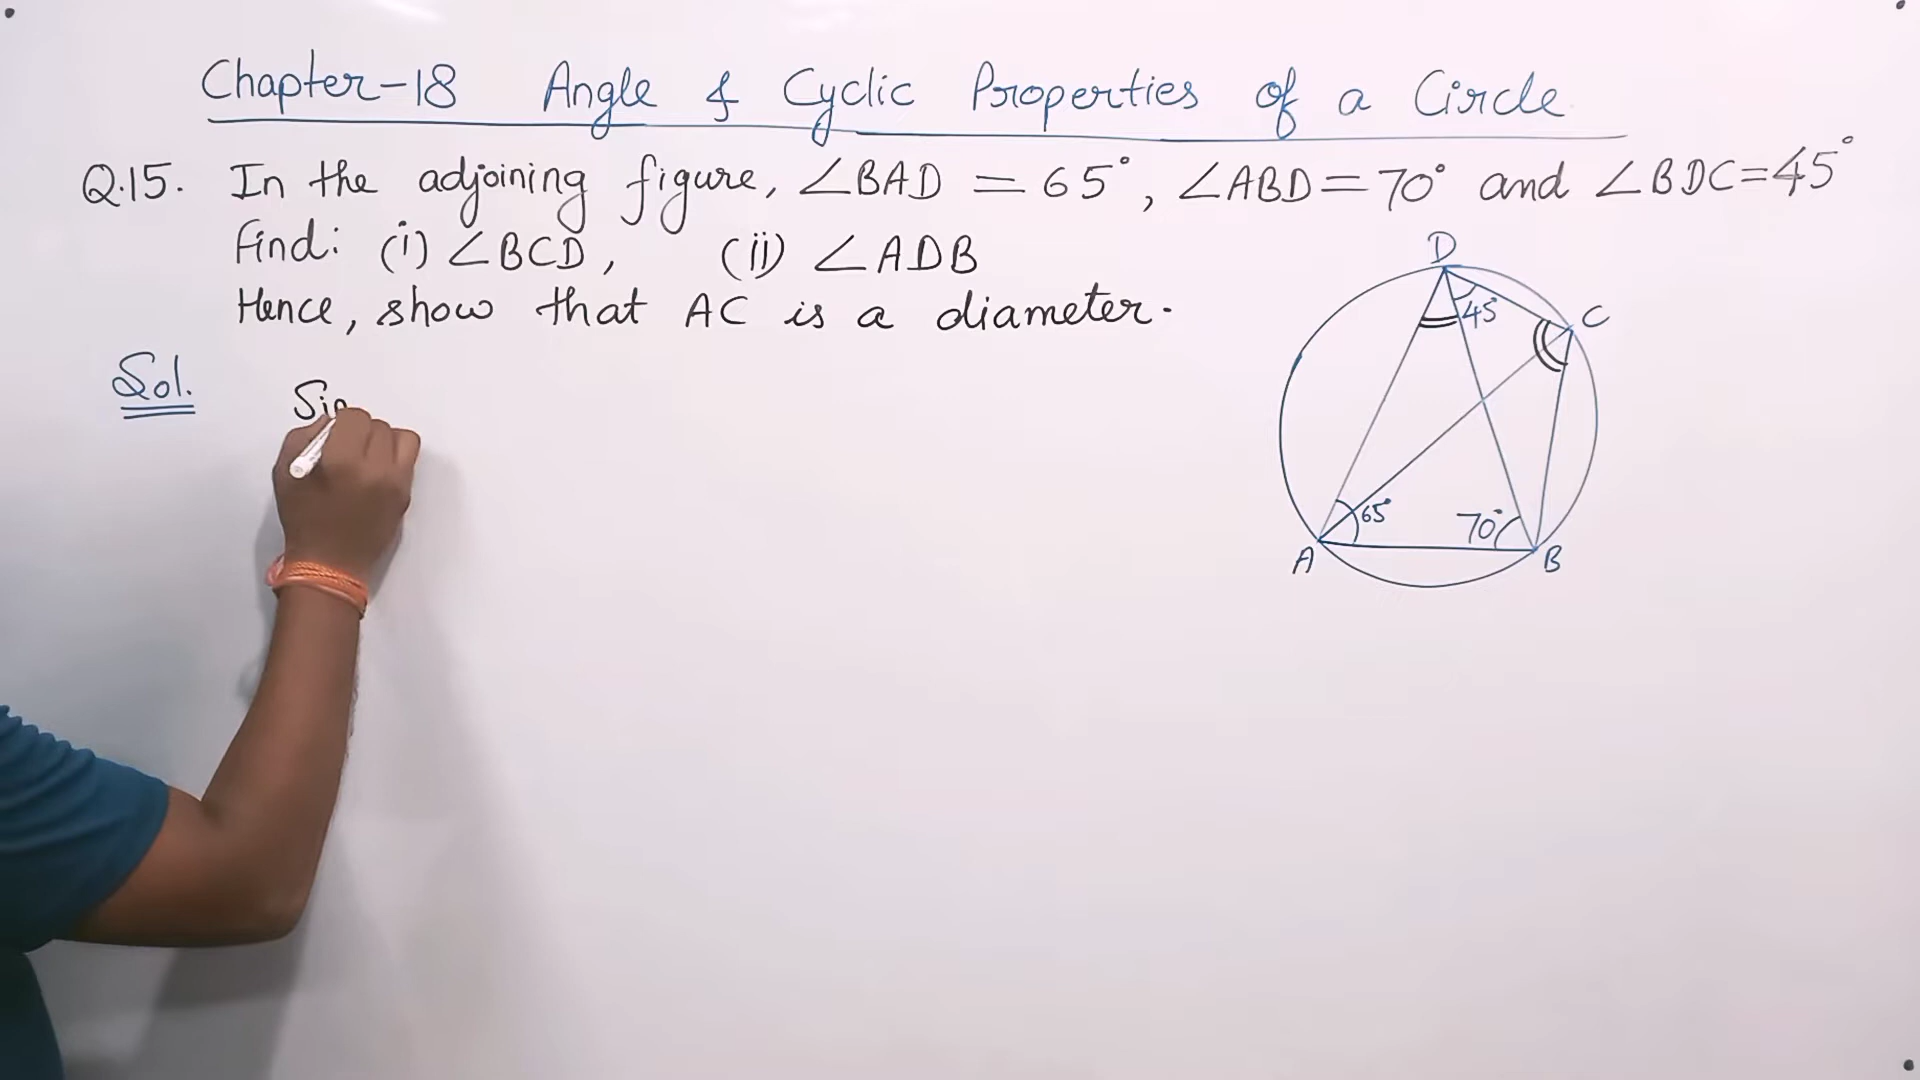 Chapter-18 Angle & Cyclic Properties of a Circle
Q.15. In the adjoining figure, ∠BAD = 65°, ∠ABD = 70° and ∠BDC = 45°
find: (i) ∠BCD, (ii) ∠ADB
Hence, show that AC is a diameter.
D
45°
C
Sol.
65°
70°
A
B